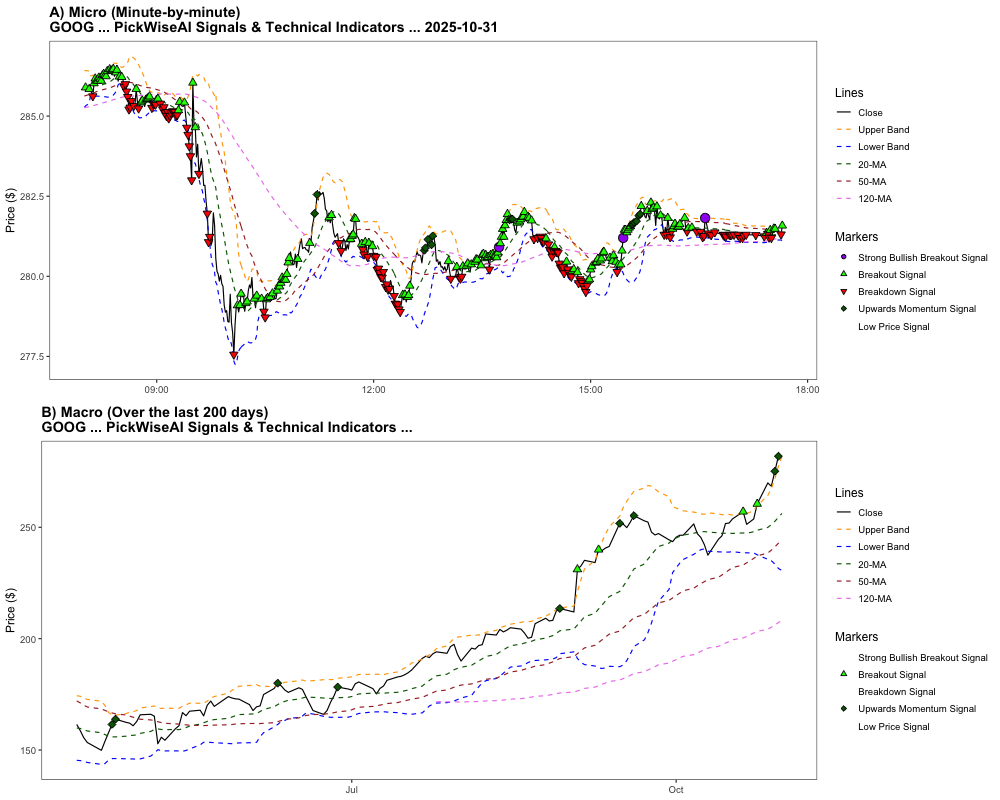 A) Micro (Minute-by-minute)
GOOG ... PickWiseAI Signals & Technical Indicators ... 2025-10-31
Price ($)
285.0
282.5
280.0
277.5
09:00
12:00
15:00
18:00
Lines
Close
Upper Band
Lower Band
20-MA
50-MA
120-MA
Markers
Strong Bullish Breakout Signal
Breakout Signal
Breakdown Signal
Upwards Momentum Signal
Low Price Signal
B) Macro (Over the last 200 days)
GOOG ... PickWiseAI Signals & Technical Indicators ...
Price ($)
250
200
150
Jul
Oct
Lines
Close
Upper Band
Lower Band
20-MA
50-MA
120-MA
Markers
Strong Bullish Breakout Signal
Breakout Signal
Breakdown Signal
Upwards Momentum Signal
Low Price Signal